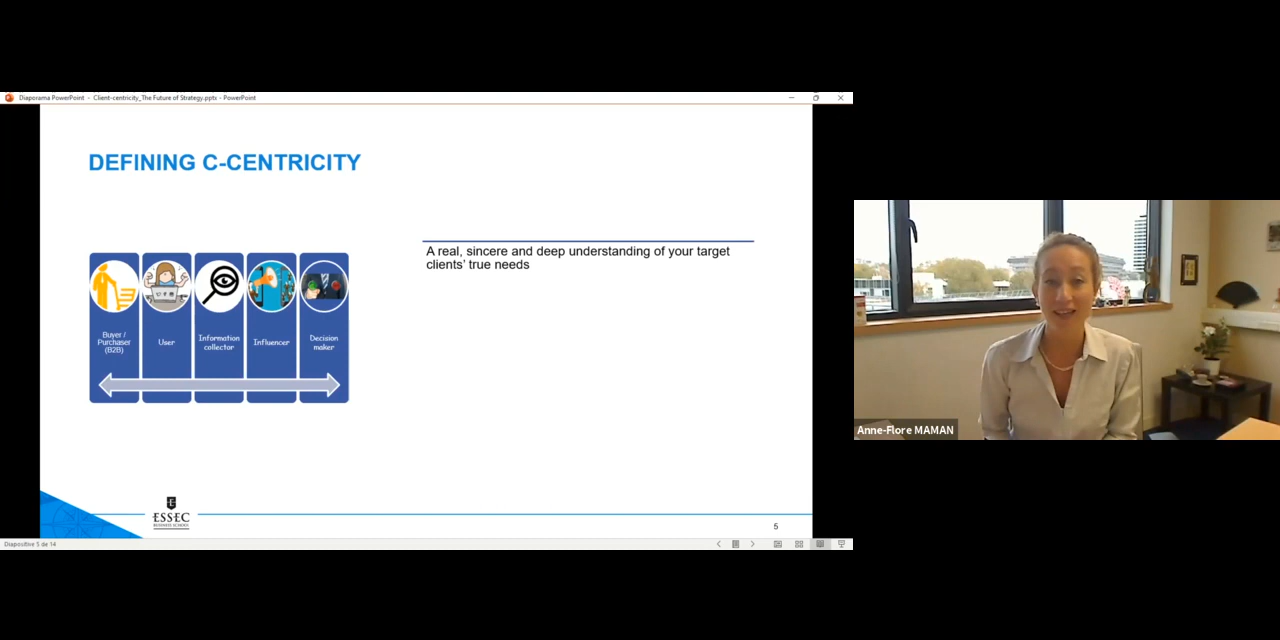 Diaporama PowerPoint - Client-centricity_The Future of Strategy.pptx - PowerPoint
DEFINING C-CENTRICITY
A real, sincere and deep understanding of your target
clients' true needs
Buyer /
Purchaser
(B2B)
User
Information
collector
Influencer
Decision
maker
ESSEC
BUSINESS SCHOOL
5
Diapositive 5 de 14
Anne-Flore MAMAN